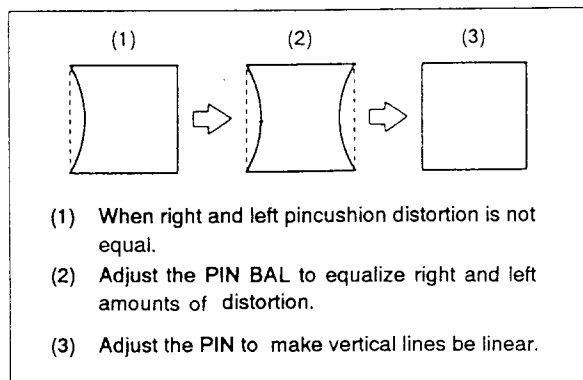 (1) (2) (3)
(1) When right and left pincushion distortion is not
equal.
(2) Adjust the PIN BAL to equalize right and left
amounts of distortion.
(3) Adjust the PIN to make vertical lines be linear.